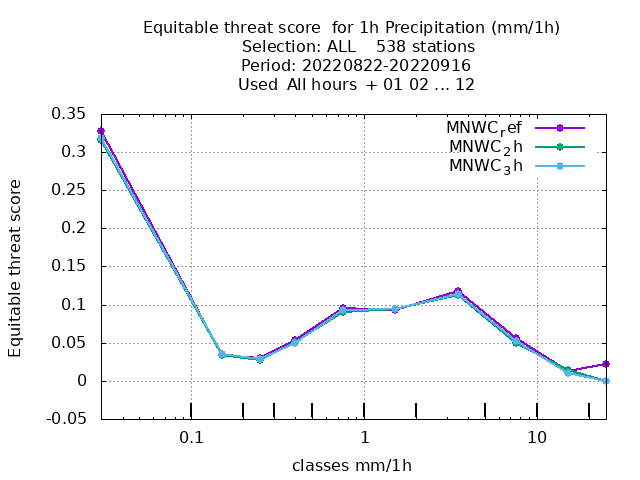 Equitable threat score  for 1h Precipitation (mm/1h)
Selection: ALL    538 stations
Period: 20220822-20220916
Used  All hours  + 01 02 ... 12
MNWC_ref
MNWC_2h
MNWC_3h
0.35
0.3
0.25
0.2
0.15
0.1
0.05
0
-0.05
Equitable threat score
0.1 1 10
classes mm/1h